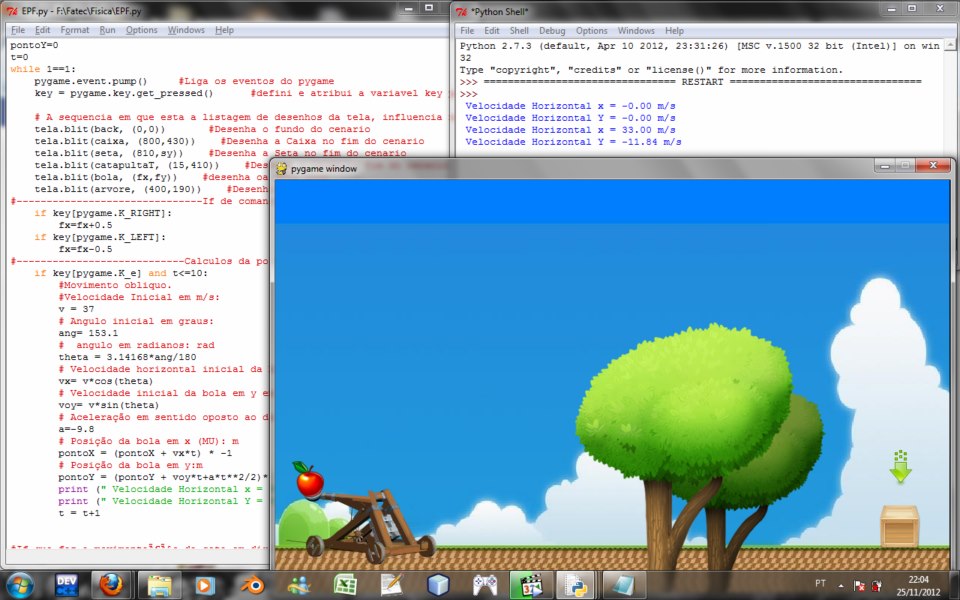 EPF.py - F:\Fatec\Fisica\EPF.py
File Edit Format Run Options Windows Help
pontoY=0
t=0
while 1==1:
    pygame.event.pump()     #Liga os eventos do pygame
    key = pygame.key.get_pressed()      #defini e atribui a variavel key
    # A sequencia em que esta a listagem de desenhos da tela, influencia
    tela.blit(back, (0,0))       #Desenha o fundo do cenario
    tela.blit(caixa, (800,430))    #Desenha a Caixa no fim do cenario
    tela.blit(seta, (810,sy))    #Desenha a Seta no fim do cenario
    tela.blit(catapultaT, (15,410))    #Des
    tela.blit(bola, (fx,fy))    #desenha oa
    tela.blit(arvore, (400,190))    #Desenh
#-------------------------------If de coman
    if key[pygame.K_RIGHT]:
        fx=fx+0.5
    if key[pygame.K_LEFT]:
        fx=fx-0.5
#----------------------------Calculos da po
    if key[pygame.K_e] and t<=10:
        #Movimento obliquo.
        #Velocidade Inicial em m/s:
        v = 37
        # Angulo inicial em graus:
        ang= 153.1
        #  angulo em radianos: rad
        theta = 3.14168*ang/180
        # Velocidade horizontal inicial da
        vx= v*cos(theta)
        # Velocidade inicial da bola em y e
        voy= v*sin(theta)
        # Aceleração em sentido oposto ao d
        a=-9.8
        # Posição da bola em x (MU): m
        pontoX = (pontoX + vx*t) * -1
        # Posição da bola em y:m
        pontoY = (pontoY + voy*t+a*t**2/2)*
        print (" Velocidade Horizontal x =
        print (" Velocidade Horizontal Y =
        t = t+1
*Python Shell*
File Edit Shell Debug Options Windows Help
Python 2.7.3 (default, Apr 10 2012, 23:31:26) [MSC v.1500 32 bit (Intel)] on win
32
Type "copyright", "credits" or "license()" for more information.
>>> ================================ RESTART ================================
>>>
 Velocidade Horizontal x = -0.00 m/s
 Velocidade Horizontal Y = -0.00 m/s
 Velocidade Horizontal x = 33.00 m/s
 Velocidade Horizontal Y = -11.84 m/s
pygame window
DEV
31
PT
22:04
25/11/2012